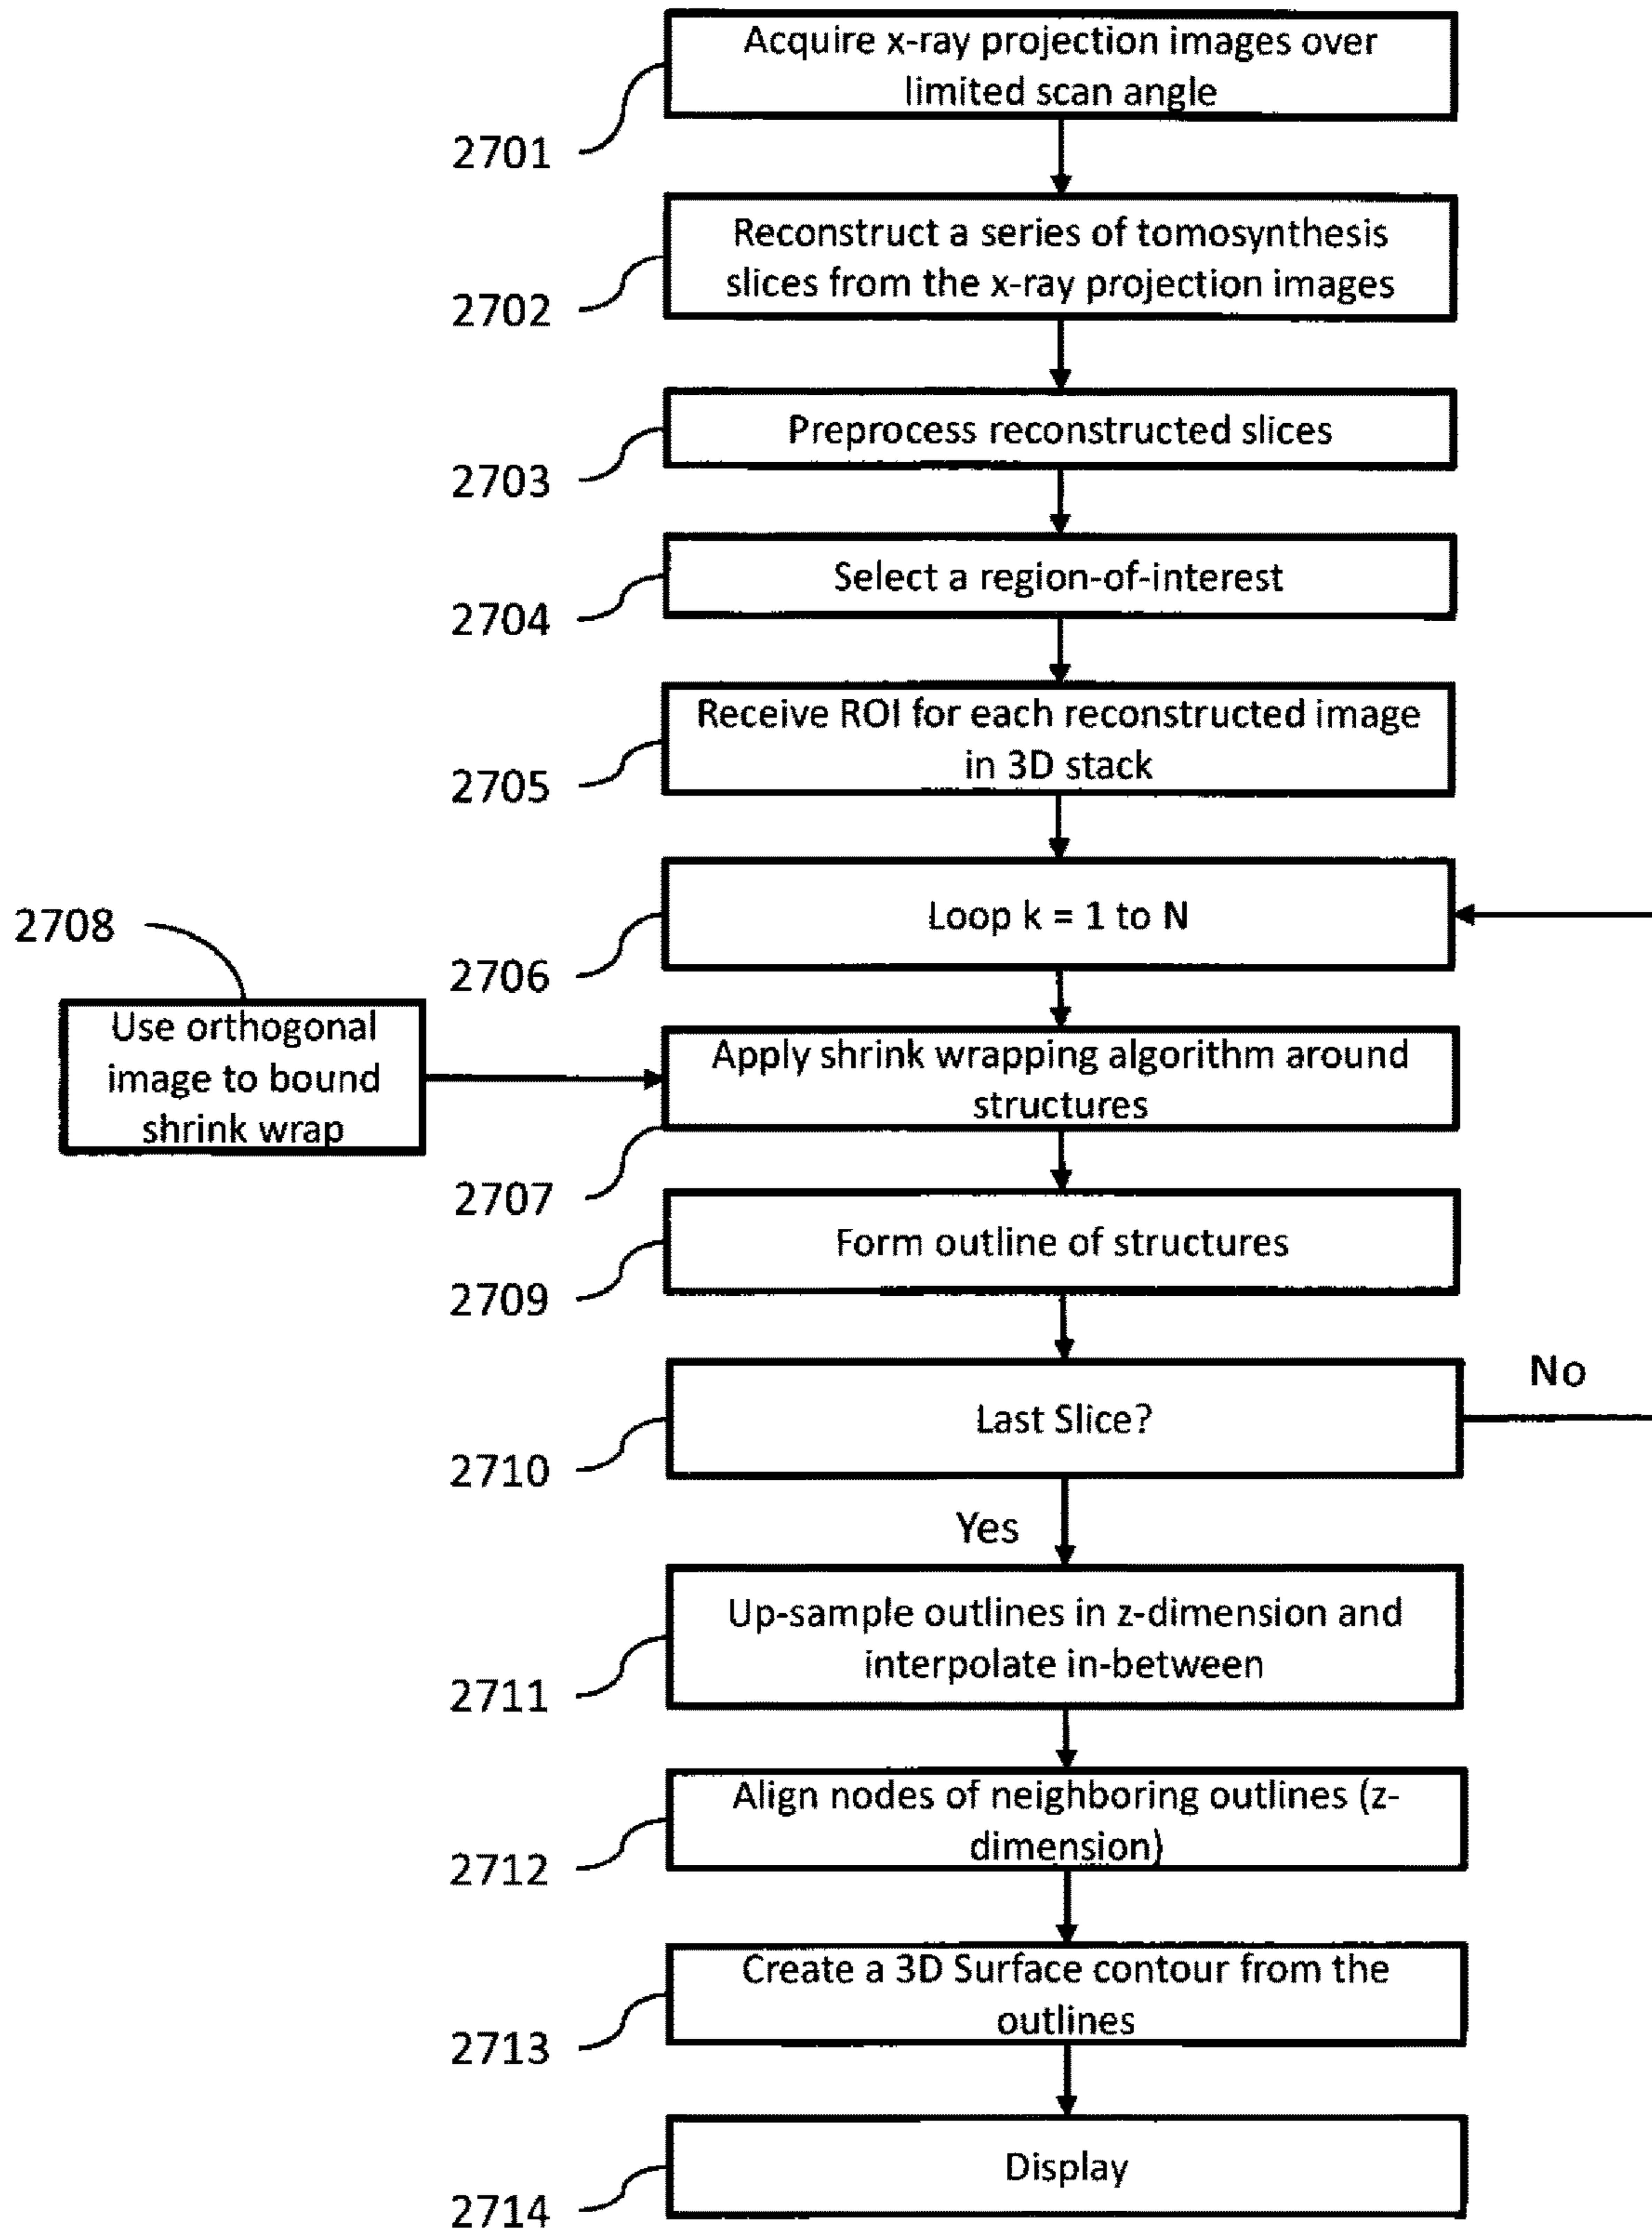 Acquire x-ray projection images over
limited scan angle
2701
Reconstruct a series of tomosynthesis
slices from the x-ray projection images
2702
Preprocess reconstructed slices
2703
Select a region-of-interest
2704
Receive ROI for each reconstructed image
in 3D stack
2705
Loop k = 1 to N
2706
2708
Use orthogonal
image to bound
shrink wrap
Apply shrink wrapping algorithm around
structures
2707
Form outline of structures
2709
Last Slice?
No
2710
Yes
Up-sample outlines in z-dimension and
interpolate in-between
2711
Align nodes of neighboring outlines (z-
dimension)
2712
Create a 3D Surface contour from the
outlines
2713
Display
2714